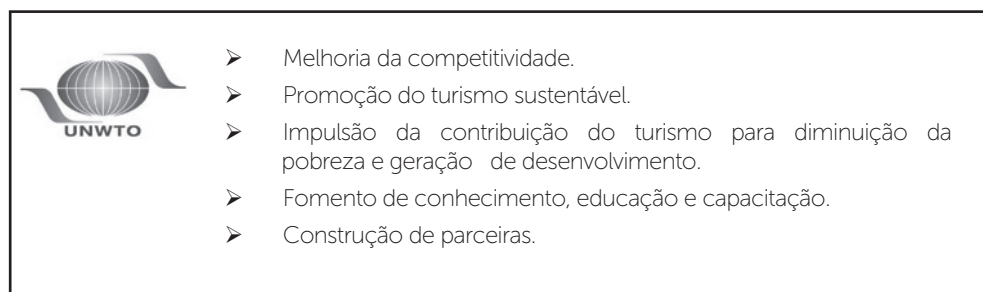 UNWTO
➢ Melhoria da competitividade.
➢ Promoção do turismo sustentável.
➢ Impulsão da contribuição do turismo para diminuição da
pobreza e geração de desenvolvimento.
➢ Fomento de conhecimento, educação e capacitação.
➢ Construção de parceiras.